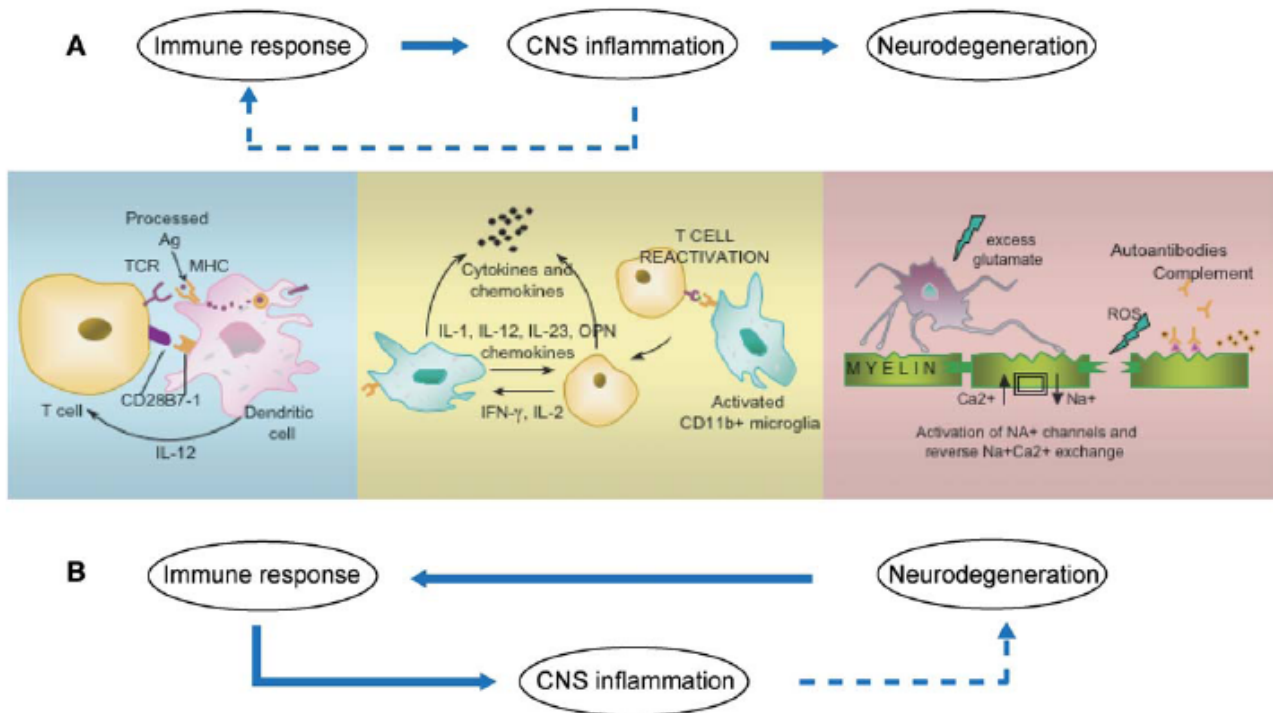 A
Immune response
CNS inflammation
Neurodegeneration
Processed
Ag
TCR
MHC
T cell
CD28B7-1
Dendritic
cell
IL-12
Cytokines and
chemokines
IL-1, IL-12, IL-23, OPN
chemokines
IFN-γ, IL-2
T CELL
REACTIVATION
Activated
CD11b+ microglia
excess
glutamate
Autoantibodies
Complement
ROS
MYELIN
Ca2+
Na+
Activation of NA+ channels and
reverse Na+Ca2+ exchange
B
Immune response
Neurodegeneration
CNS inflammation